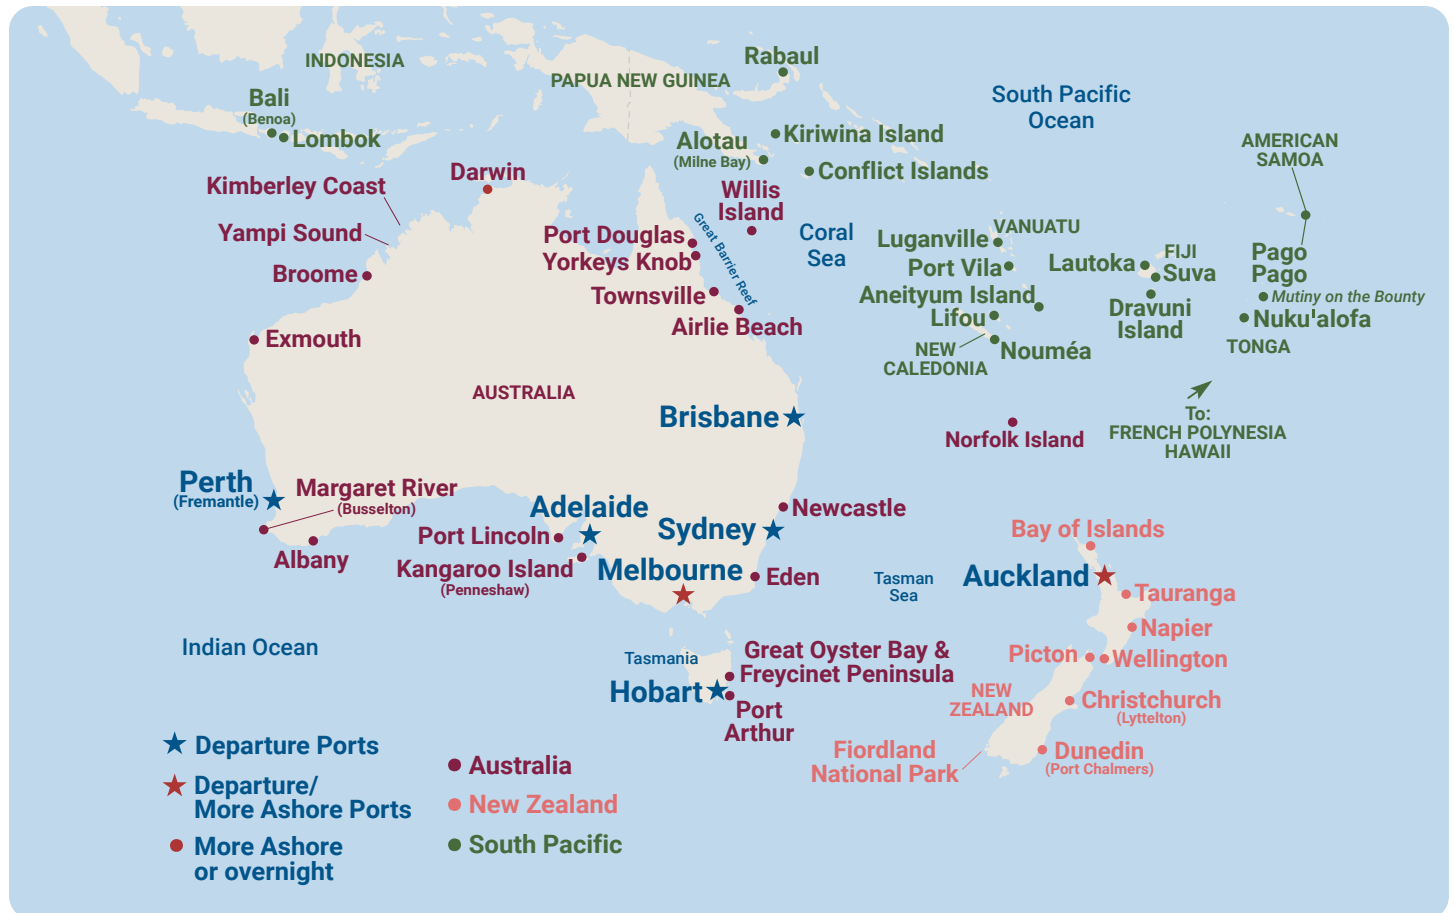 INDONESIA
Bali
(Benoa)
Lombok
PAPUA NEW GUINEA
Rabaul
Kiriwina Island
Alotau
(Milne Bay)
Conflict Islands
South Pacific
Ocean
AMERICAN
SAMOA
Pago
Pago
Mutiny on the Bounty
Nuku'alofa
TONGA
Kimberley Coast
Darwin
Yampi Sound
Broome
Exmouth
Willis
Island
Port Douglas
Yorkeys Knob
Great Barrier Reef
Townsville
Airlie Beach
Coral
Sea
Luganville
VANUATU
Port Vila
Aneityum Island
Lifou
NEW
CALEDONIA
Nouméa
Lautoka
FIJI
Suva
Dravuni
Island
To:
FRENCH POLYNESIA
HAWAII
AUSTRALIA
Brisbane
Norfolk Island
Perth
(Fremantle)
Margaret River
(Busselton)
Albany
Adelaide
Port Lincoln
Kangaroo Island
(Penneshaw)
Sydney
Newcastle
Melbourne
Eden
Tasman
Sea
Indian Ocean
Tasmania
Hobart
Great Oyster Bay &
Freycinet Peninsula
Port
Arthur
Bay of Islands
Auckland
Tauranga
Napier
Picton
Wellington
NEW
ZEALAND
Christchurch
(Lyttelton)
Fiordland
National Park
Dunedin
(Port Chalmers)
Departure Ports
Departure/
More Ashore Ports
More Ashore
or overnight
Australia
New Zealand
South Pacific